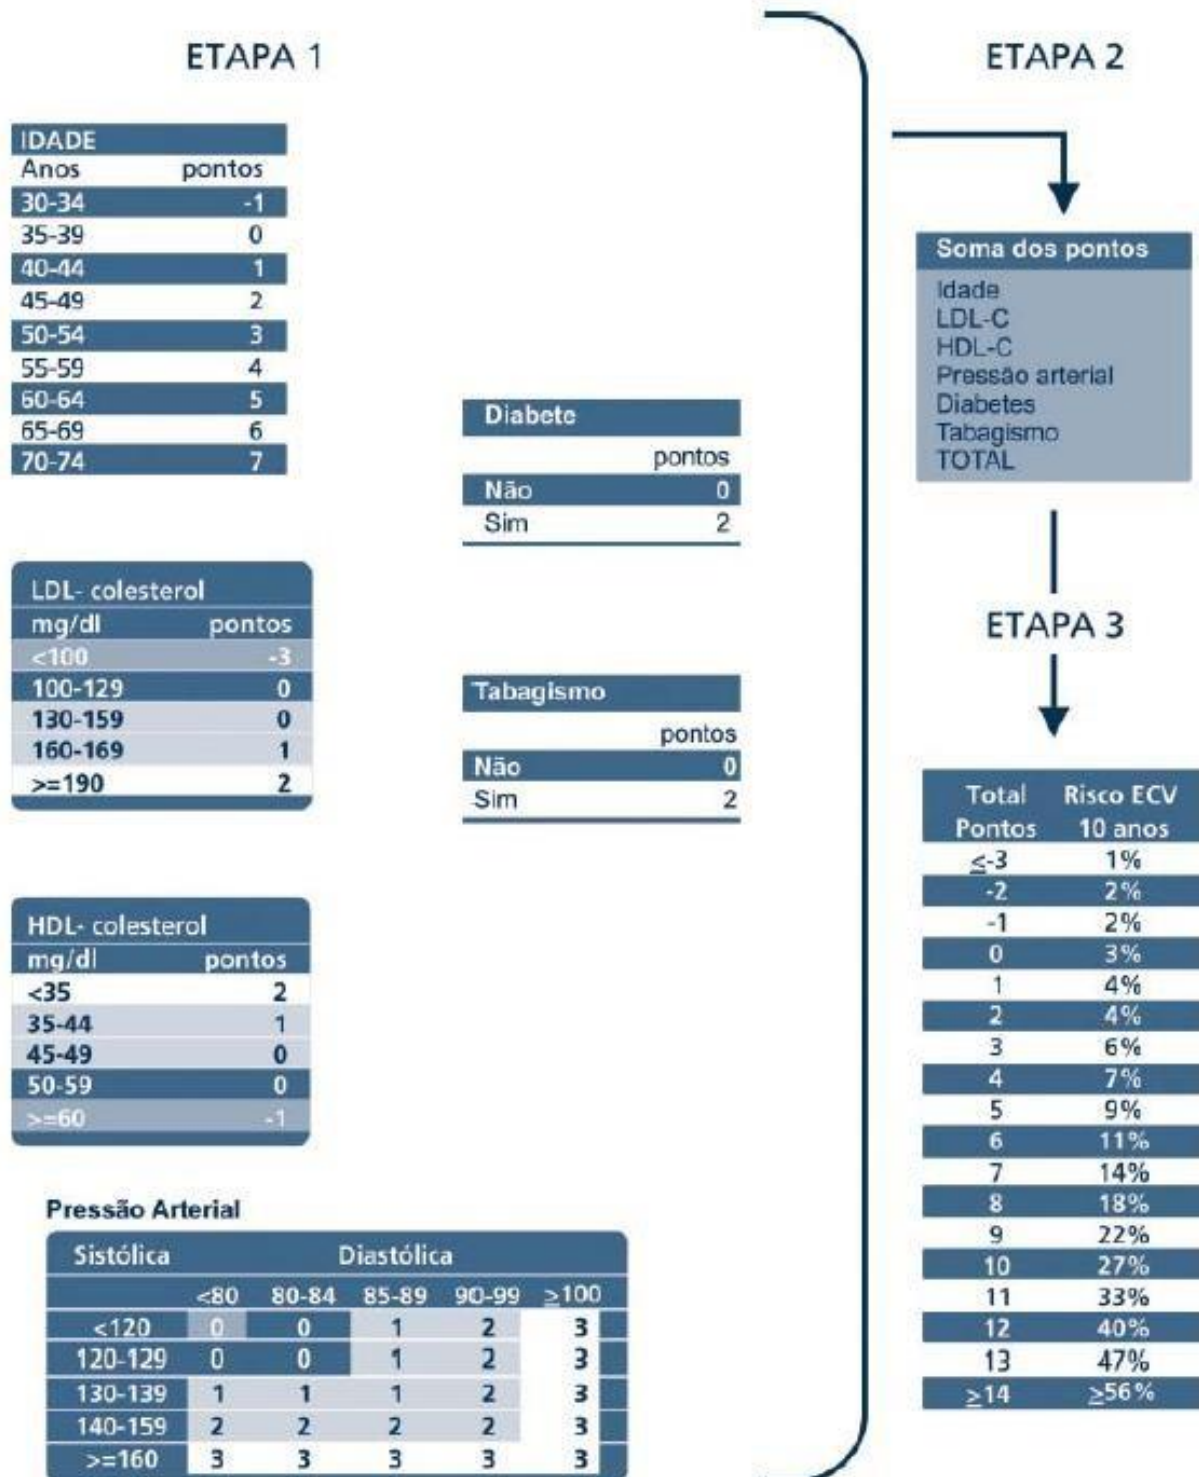 ETAPA 1
IDADE
Anos pontos
30-34 -1
35-39 0
40-44 1
45-49 2
50-54 3
55-59 4
60-64 5
65-69 6
70-74 7
LDL- colesterol
mg/dl pontos
<100 -3
100-129 0
130-159 0
160-169 1
>=190 2
HDL- colesterol
mg/dl pontos
<35 2
35-44 1
45-49 0
50-59 0
>=60 -1
Diabete
pontos
Não 0
Sim 2
Tabagismo
pontos
Não 0
Sim 2
Pressão Arterial
Sistólica Diastólica
<80 80-84 85-89 90-99 ≥100
<120 0 0 1 2 3
120-129 0 0 1 2 3
130-139 1 1 1 2 3
140-159 2 2 2 2 3
>=160 3 3 3 3 3
ETAPA 2
Soma dos pontos
Idade
LDL-C
HDL-C
Pressão arterial
Diabetes
Tabagismo
TOTAL
ETAPA 3
Total Risco ECV
Pontos 10 anos
≤-3 1%
-2 2%
-1 2%
0 3%
1 4%
2 4%
3 6%
4 7%
5 9%
6 11%
7 14%
8 18%
9 22%
10 27%
11 33%
12 40%
13 47%
≥14 ≥56%